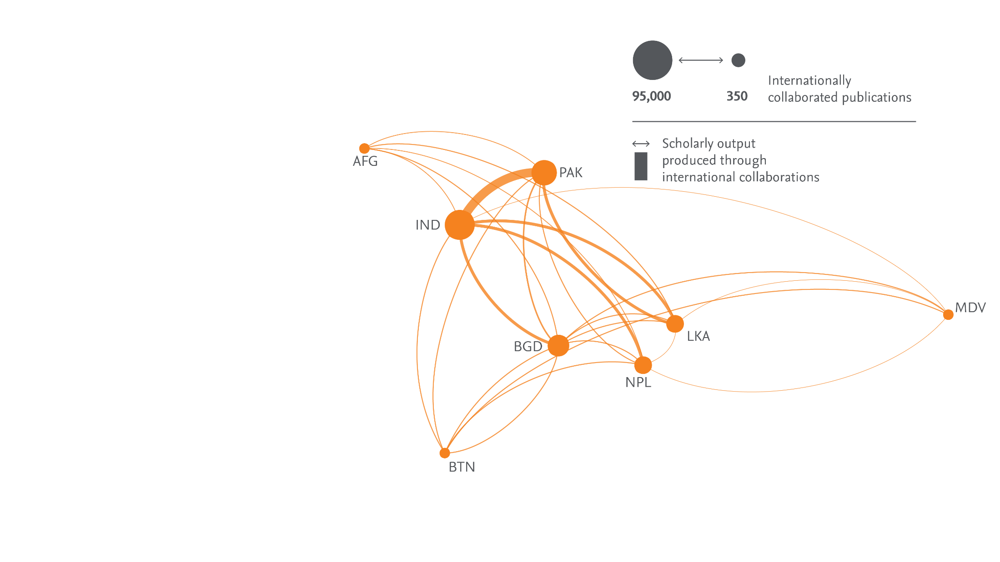 95,000
350
Internationally
collaborated publications
Scholarly output
produced through
international collaborations
AFG
PAK
IND
MDV
LKA
BGD
NPL
BTN